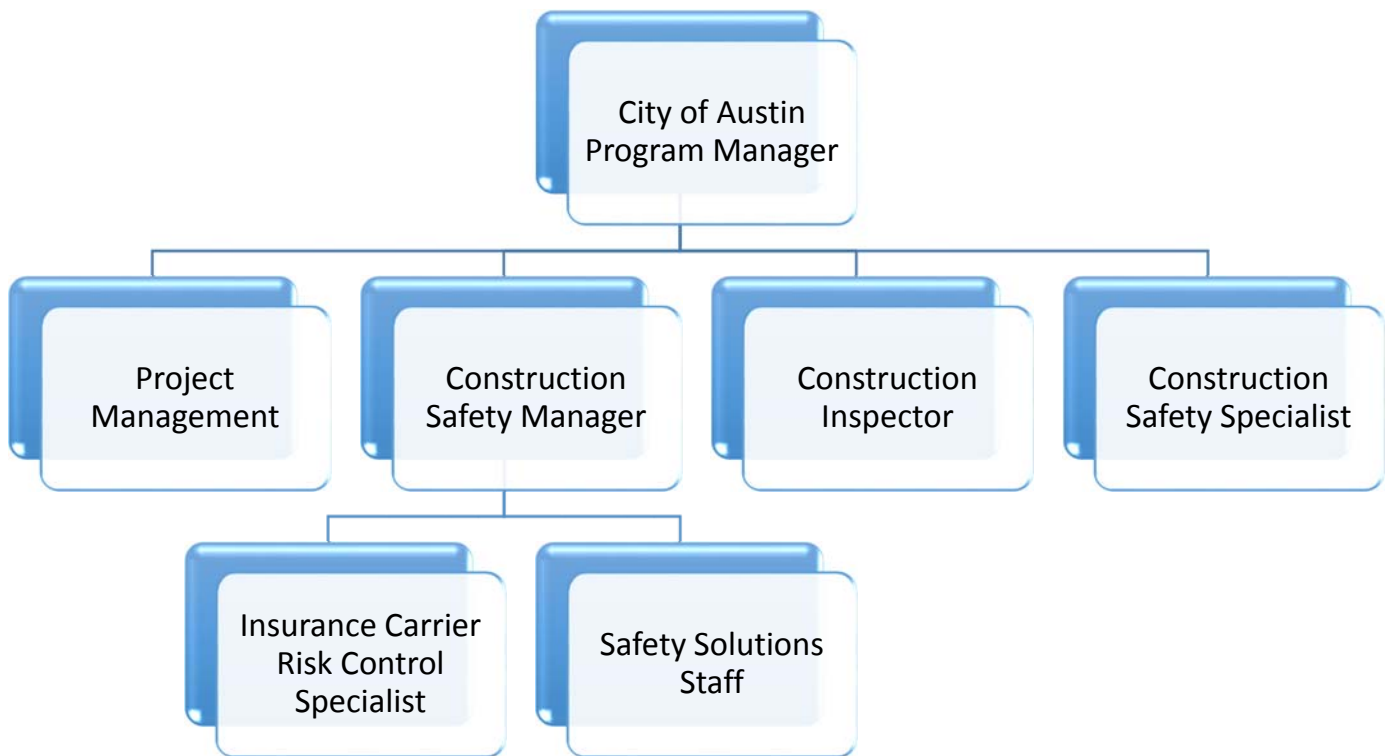 City of Austin
Program Manager
Project
Management
Construction
Safety Manager
Construction
Inspector
Construction
Safety Specialist
Insurance Carrier
Risk Control
Specialist
Safety Solutions
Staff